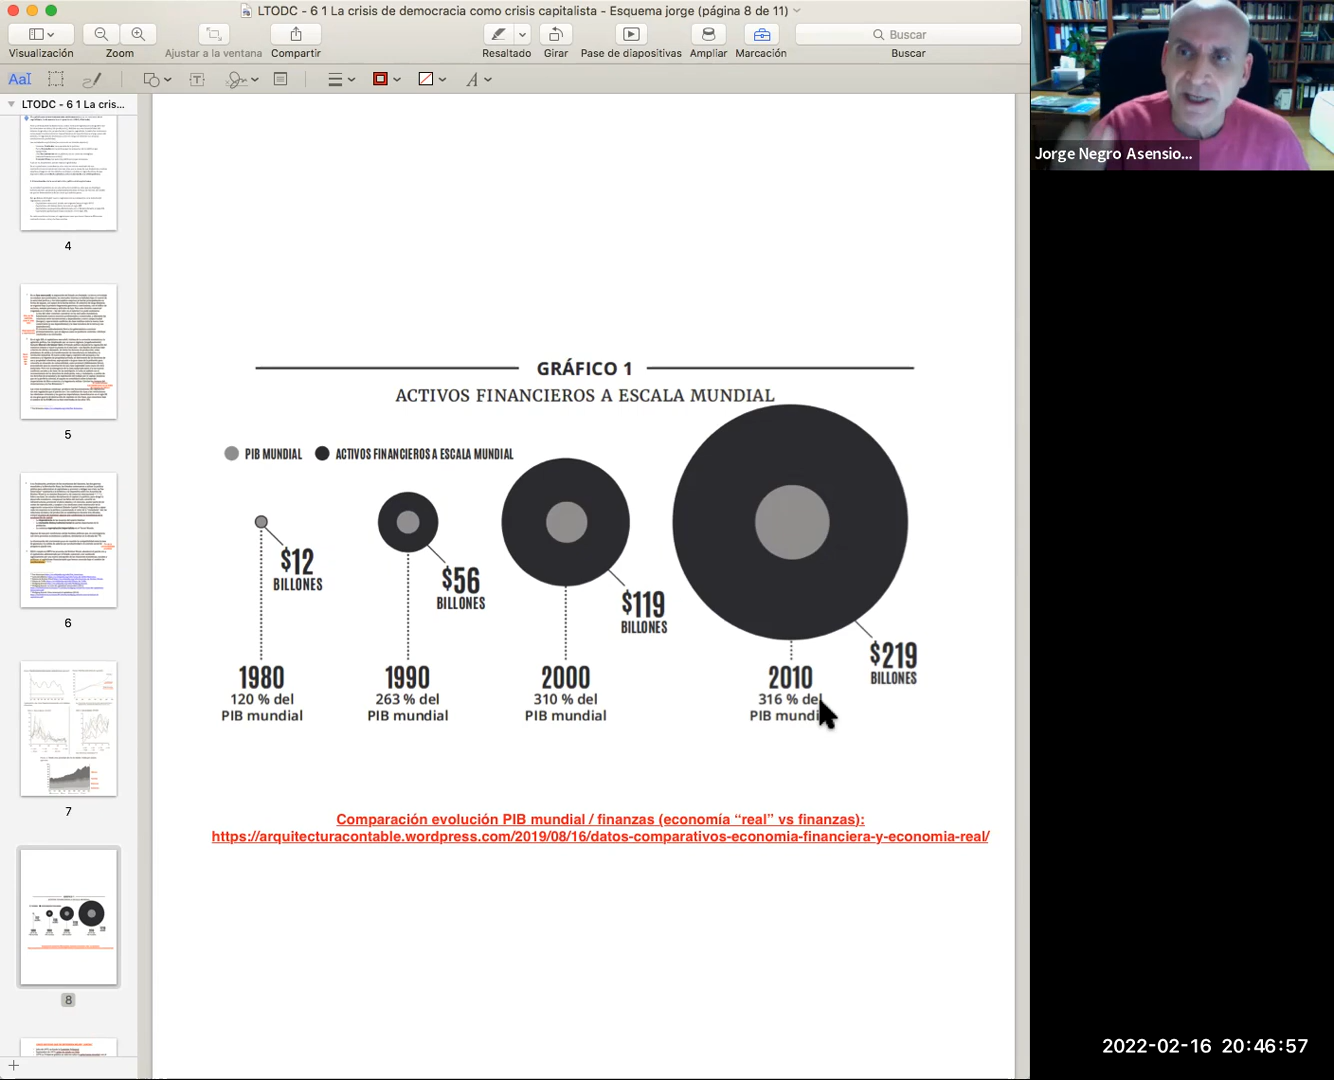 LTODC - 6 1 La crisis de democracia como crisis capitalista - Esquema jorge (página 8 de 11)
Visualización
Zoom
Ajustar a la ventana
Compartir
Resaltado
Girar
Pase de diapositivas
Ampliar
Marcación
Buscar
Buscar
AaI
LTODC - 6 1 La cris...
4
5
6
7
8
GRÁFICO 1
ACTIVOS FINANCIEROS A ESCALA MUNDIAL
PIB MUNDIAL
ACTIVOS FINANCIEROS A ESCALA MUNDIAL
$12
BILLONES
$56
BILLONES
$119
BILLONES
$219
BILLONES
1980
120 % del
PIB mundial
1990
263 % del
PIB mundial
2000
310 % del
PIB mundial
2010
316 % del
PIB mundi
Comparación evolución PIB mundial / finanzas (economía “real” vs finanzas):
https://arquitecturacontable.wordpress.com/2019/08/16/datos-comparativos-economia-financiera-y-economia-real/
Jorge Negro Asensio...
2022-02-16 20:46:57